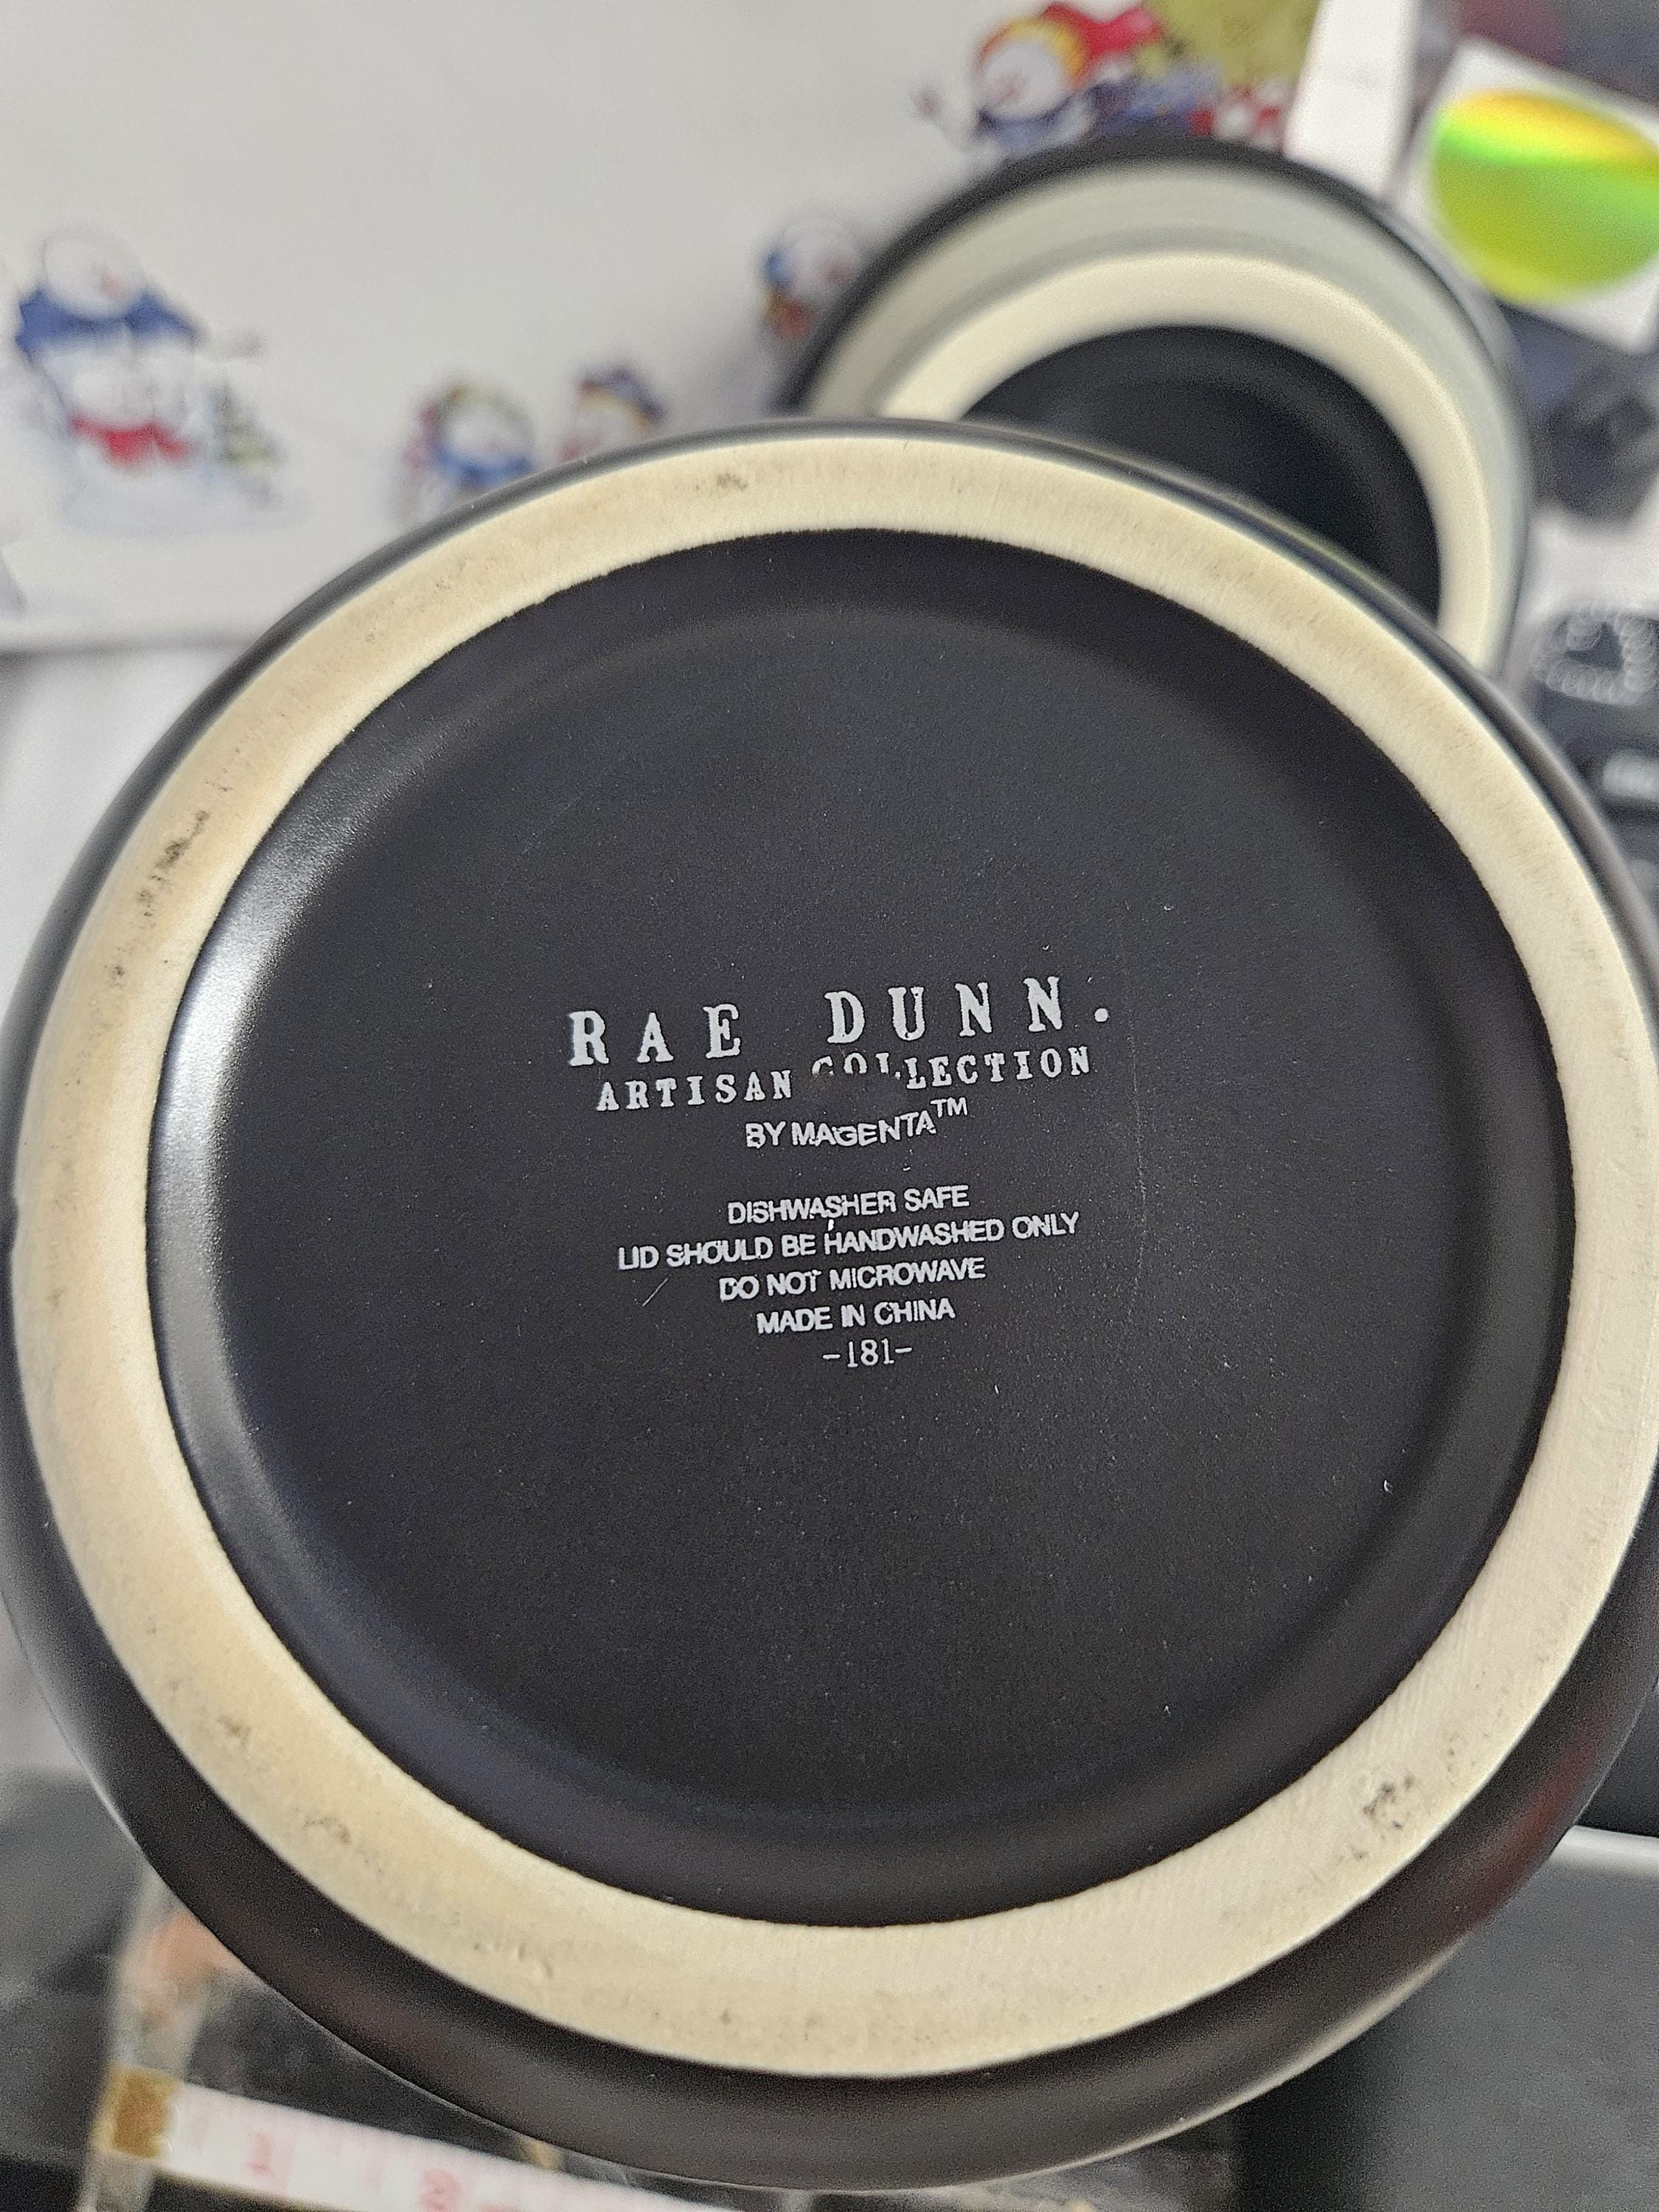 RAE DUNN.
ARTISAN COLLECTION
BY MAGENTA™
DISHWASHER SAFE
LID SHOULD BE HANDWASHED ONLY
DO NOT MICROWAVE
MADE IN CHINA
-181-